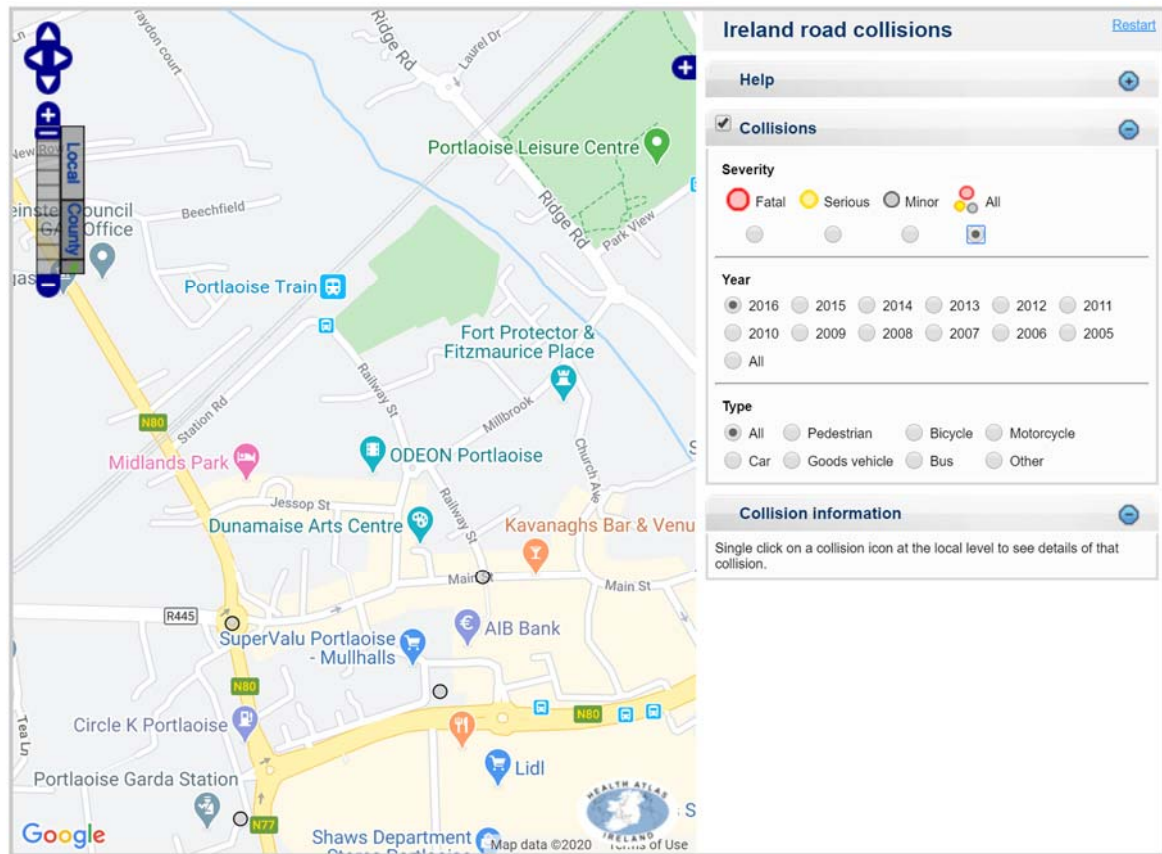 Ireland road collisions
Restart
Help
Collisions
Severity
Fatal Serious Minor All
Year
2016 2015 2014 2013 2012 2011
2010 2009 2008 2007 2006 2005
All
Type
All Pedestrian Bicycle Motorcycle
Car Goods vehicle Bus Other
Collision information
Single click on a collision icon at the local level to see details of that
collision.
Ridge Rd
Laurel Dr
Local
County
New Row
Portlaoise Leisure Centre
Ridge Rd
Beechfield
Office
Park View
Portlaoise Train
Fort Protector &
Fitzmaurice Place
Railway St
Millbrook
N80
Station Rd
Church Ave
Midlands Park
ODEON Portlaoise
Jessop St
Railway St
Dunamaise Arts Centre
Kavanaghs Bar & Venu
Main St
Main St
R445
SuperValu Portlaoise
- Mullhalls
AIB Bank
N80
N80
Circle K Portlaoise
Tea Ln
Lidl
Portlaoise Garda Station
HEALTH ATLAS
IRELAND
N77
Google
Shaws Department
Map data ©2020
of Use